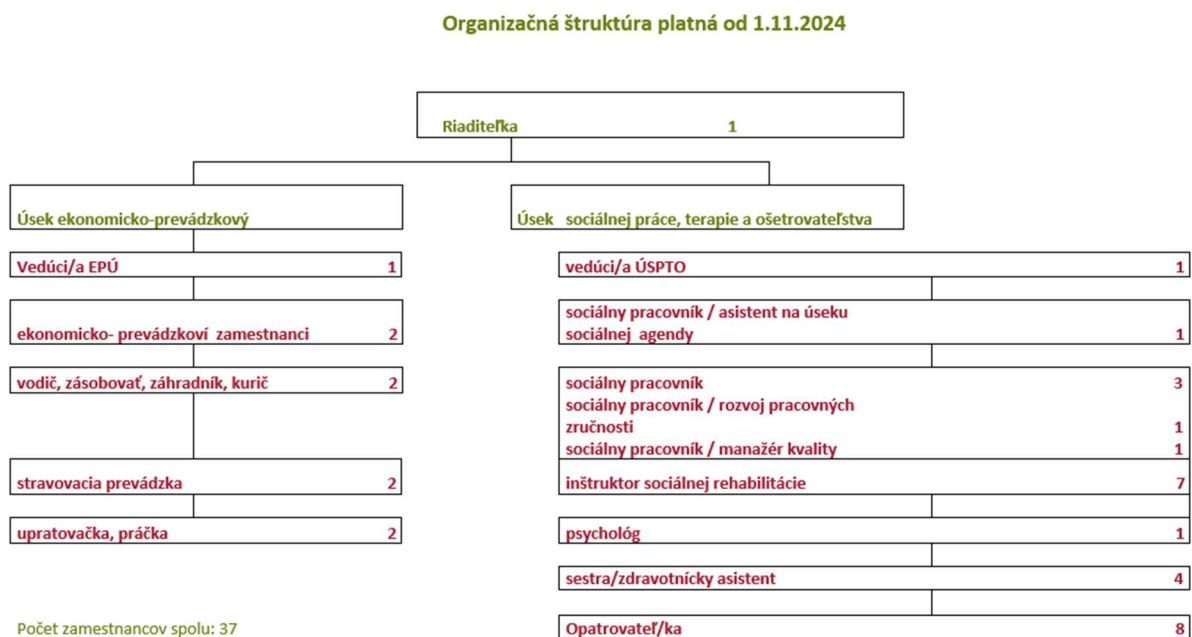 Organizačná štruktúra platná od 1.11.2024
Riaditeľka 1
Úsek ekonomicko-prevádzkový
Úsek sociálnej práce, terapie a ošetrovateľstva
Vedúci/a EPÚ 1
vedúci/a ÚSPTO 1
ekonomicko- prevádzkoví zamestnanci 2
sociálny pracovník / asistent na úseku
sociálnej agendy 1
vodič, zásobovať, záhradník, kurič 2
sociálny pracovník 3
sociálny pracovník / rozvoj pracovných
zručnosti 1
sociálny pracovník / manažér kvality 1
stravovacia prevádzka 2
inštruktor sociálnej rehabilitácie 7
upratovačka, práčka 2
psychológ 1
sestra/zdravotnícky asistent 4
Počet zamestnancov spolu: 37
Opatrovateľ/ka 8